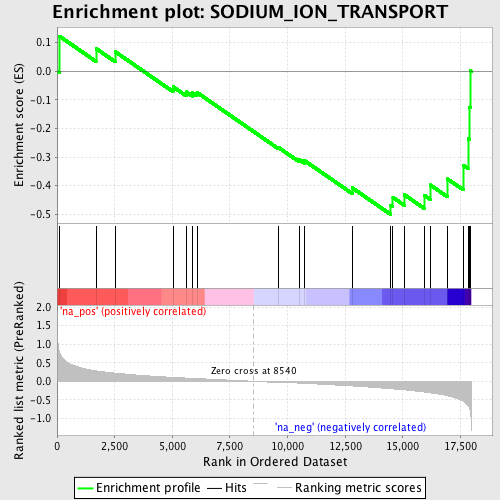 Enrichment plot: SODIUM_ION_TRANSPORT
Enrichment score (ES)
0.1
0.0
-0.1
-0.2
-0.3
-0.4
-0.5
'na_pos' (positively correlated)
Ranked list metric (PreRanked)
2.0
1.5
1.0
0.5
0.0
-0.5
-1.0
Zero cross at 8540
'na_neg' (negatively correlated)
0 2,500 5,000 7,500 10,000 12,500 15,000 17,500
Rank in Ordered Dataset
Enrichment profile Hits Ranking metric scores